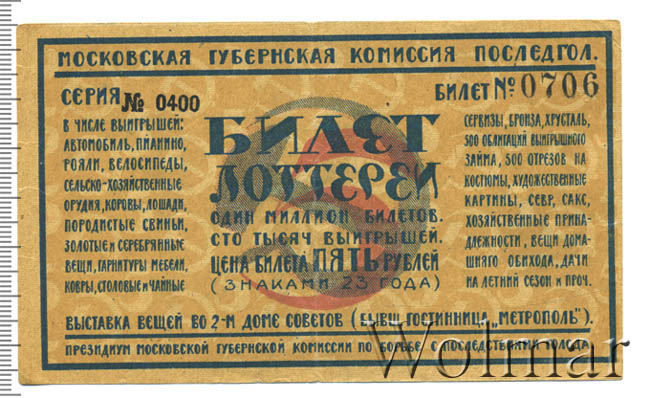 МОСКОВСКАЯ ГУБЕРНСКАЯ КОМИССИЯ ПОСЛЕДГОЛ.
СЕРИЯ № 0400
БИЛЕТ № 0706
В ЧИСЛЕ ВЫИГРЫШЕЙ:
АВТОМОБИЛЬ, ПИАНИНО,
РОЯЛИ, ВЕЛОСИПЕДЫ,
СЕЛЬСКО-ХОЗЯЙСТВЕННЫЕ
ОРУДИЯ, КОРОВЫ, ЛОШАДИ,
ПОРОДИСТЫЕ СВИНЬИ,
ЗОЛОТЫЕ и СЕРЕБРЯННЫЕ
ВЕЩИ, ГАРНИТУРЫ МЕБЕЛИ,
КОВРЫ, СТОЛОВЫЕ и ЧАЙНЫЕ
БИЛЕТ
ЛОТТЕРЕИ
ОДИН МИЛЛИОН БИЛЕТОВ.
СТО ТЫСЯЧ ВЫИГРЫШЕЙ.
ЦЕНА БИЛЕТА ПЯТЬ РУБЛЕЙ
(ЗНАКАМИ 23 ГОДА)
СЕРВИЗЫ, БРОНЗА, ХРУСТАЛЬ,
300 ОБЛИГАЦИЙ ВЫИГРЫШНОГО
ЗАЙМА, 500 ОТРЕЗОВ НА
КОСТЮМЫ, ХУДОЖЕСТВЕННЫЕ
КАРТИНЫ, СЕВР, САКС,
ХОЗЯЙСТВЕННЫЕ ПРИНА-
ДЛЕЖНОСТИ, ВЕЩИ ДОМА-
ШНЯГО ОБИХОДА, ДАЧИ
НА ЛЕТНИЙ СЕЗОН и ПРОЧ.
ВЫСТАВКА ВЕЩЕЙ ВО 2-М ДОМЕ СОВЕТОВ (БЫВШ. ГОСТИННИЦЫ „МЕТРОПОЛЬ“).
ПРЕЗИДИУМ МОСКОВСКОЙ ГУБЕРНСКОЙ КОМИССИИ ПО БОРЬБЕ С ПОСЛЕДСТВИЯМИ ГОЛОДА
Wolmar